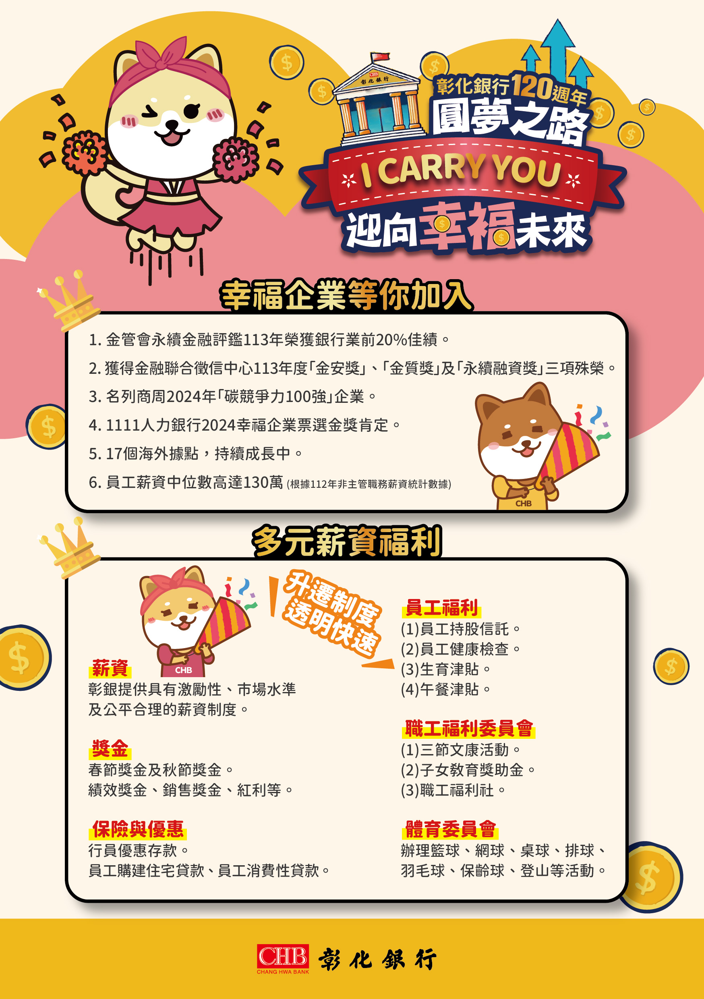 CHB
彰化銀行
彰化銀行120週年
圓夢之路
I CARRY YOU
迎向幸福未來
幸福企業等你加入
1. 金管會永續金融評鑑113年榮獲銀行業前20%佳績。
2. 獲得金融聯合徵信中心113年度「金安獎」、「金質獎」及「永續融資獎」三項殊榮。
3. 名列商周2024年「碳競爭力100強」企業。
4. 1111人力銀行2024幸福企業票選金獎肯定。
5. 17個海外據點，持續成長中。
6. 員工薪資中位數高達130萬 (根據112年非主管職務薪資統計數據)
CHB
多元薪資福利
升遷制度
透明快速
CHB
薪資
彰銀提供具有激勵性、市場水準
及公平合理的薪資制度。
獎金
春節獎金及秋節獎金。
績效獎金、銷售獎金、紅利等。
保險與優惠
行員優惠存款。
員工購建住宅貸款、員工消費性貸款。
員工福利
(1)員工持股信託。
(2)員工健康檢查。
(3)生育津貼。
(4)午餐津貼。
職工福利委員會
(1)三節文康活動。
(2)子女教育獎助金。
(3)職工福利社。
體育委員會
辦理籃球、網球、桌球、排球、
羽毛球、保齡球、登山等活動。
CHB
CHANG HWA BANK
彰化銀行